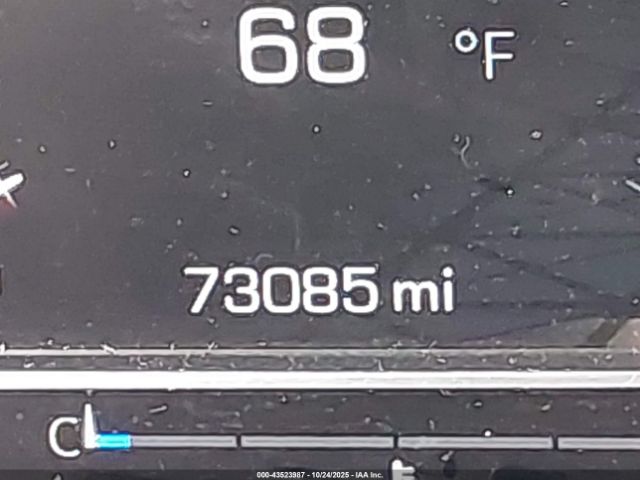 68 °F
73085 mi
C
000-43523987 - 10/24/2025 - IAA Inc.